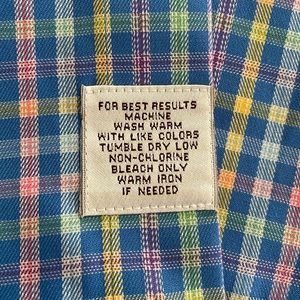 FOR BEST RESULTS
MACHINE
WASH WARM
WITH LIKE COLORS
TUMBLE DRY LOW
NON-CHLORINE
BLEACH ONLY
WARM IRON
IF NEEDED